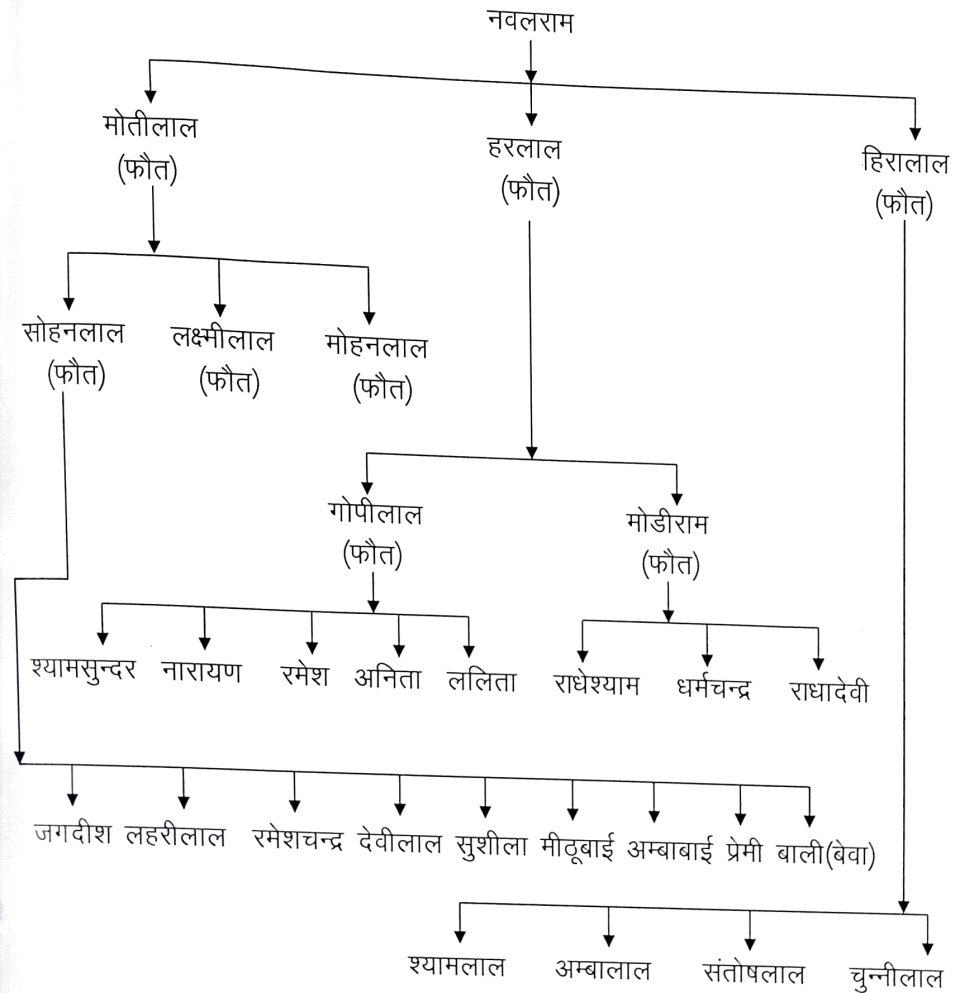 नवलराम
मोतीलाल
(फौत)
हरलाल
(फौत)
हिरालाल
(फौत)
सोहनलाल
(फौत)
लक्ष्मीलाल
(फौत)
मोहनलाल
(फौत)
गोपीलाल
(फौत)
मोडीराम
(फौत)
श्यामसुन्दर नारायण रमेश अनिता ललिता राधेश्याम धर्मचन्द्र राधादेवी
जगदीश लहरीलाल रमेशचन्द्र देवीलाल सुशीला मीठूबाई अम्बाबाई प्रेमी बाली(बेवा)
श्यामलाल अम्बालाल संतोषलाल चुन्नीलाल